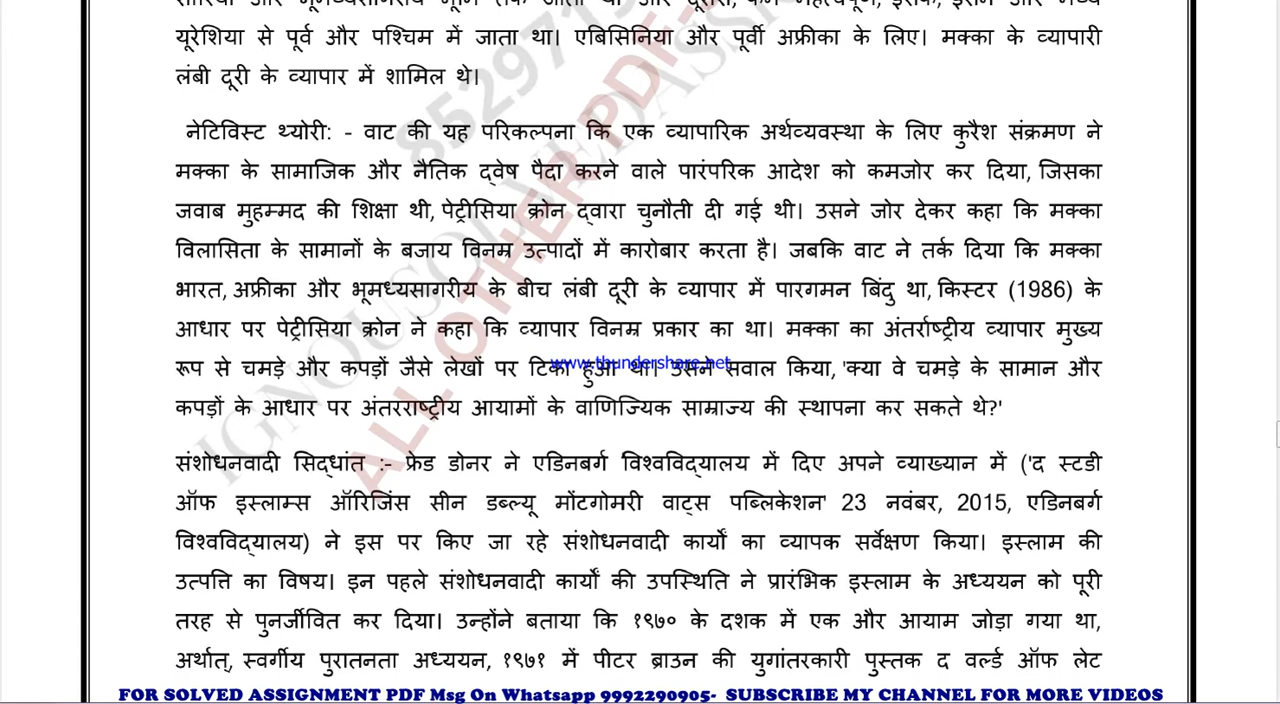 यूरेशिया से पूर्व और पश्चिम में जाता था। एबिसिनिया और पूर्वी अफ्रीका के लिए। मक्का के व्यापारी
लंबी दूरी के व्यापार में शामिल थे।
नेटिविस्ट थ्योरी: - वाट की यह परिकल्पना कि एक व्यापारिक अर्थव्यवस्था के लिए कुरैश संक्रमण ने
मक्का के सामाजिक और नैतिक द्वेष पैदा करने वाले पारंपरिक आदेश को कमजोर कर दिया, जिसका
जवाब मुहम्मद की शिक्षा थी, पेट्रीसिया क्रोन द्वारा चुनौती दी गई थी। उसने जोर देकर कहा कि मक्का
विलासिता के सामानों के बजाय विनम्र उत्पादों में कारोबार करता है। जबकि वाट ने तर्क दिया कि मक्का
भारत, अफ्रीका और भूमध्यसागरीय के बीच लंबी दूरी के व्यापार में पारगमन बिंदु था, किस्टर (1986) के
आधार पर पेट्रीसिया क्रोन ने कहा कि व्यापार विनम्र प्रकार का था। मक्का का अंतर्राष्ट्रीय व्यापार मुख्य
रूप से चमड़े और कपड़ों जैसे लेखों पर टिका हुआ था। उसने सवाल किया, 'क्या वे चमड़े के सामान और
www.thundershare.net
कपड़ों के आधार पर अंतरराष्ट्रीय आयामों के वाणिज्यिक साम्राज्य की स्थापना कर सकते थे?'
संशोधनवादी सिद्धांत :- फ्रेड डोनर ने एडिनबर्ग विश्वविद्यालय में दिए अपने व्याख्यान में ('द स्टडी
ऑफ इस्लाम्स ऑरिजिंस सीन डब्ल्यू मोंटगोमरी वाट्स पब्लिकेशन' 23 नवंबर, 2015, एडिनबर्ग
विश्वविद्यालय) ने इस पर किए जा रहे संशोधनवादी कार्यों का व्यापक सर्वेक्षण किया। इस्लाम की
उत्पत्ति का विषय। इन पहले संशोधनवादी कार्यों की उपस्थिति ने प्रारंभिक इस्लाम के अध्ययन को पूरी
तरह से पुनर्जीवित कर दिया। उन्होंने बताया कि १९७० के दशक में एक और आयाम जोड़ा गया था,
अर्थात्, स्वर्गीय पुरातनता अध्ययन, १९७१ में पीटर ब्राउन की युगांतरकारी पुस्तक द वर्ल्ड ऑफ लेट
FOR SOLVED ASSIGNMENT PDF Msg On Whatsapp 9992290905- SUBSCRIBE MY CHANNEL FOR MORE VIDEOS